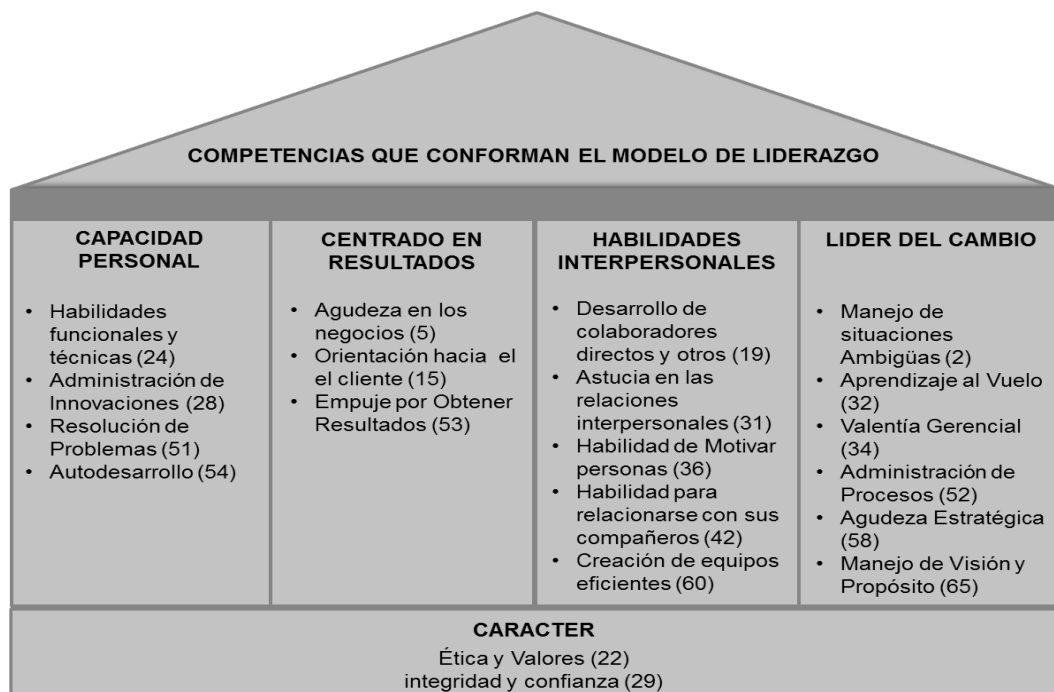 COMPETENCIAS QUE CONFORMAN EL MODELO DE LIDERAZGO
CAPACIDAD
PERSONAL
• Habilidades
funcionales y
técnicas (24)
• Administración de
Innovaciones (28)
• Resolución de
Problemas (51)
• Autodesarrollo (54)
CENTRADO EN
RESULTADOS
• Agudeza en los
negocios (5)
• Orientación hacia el
el cliente (15)
• Empuje por Obtener
Resultados (53)
HABILIDADES
INTERPERSONALES
• Desarrollo de
colaboradores
directos y otros (19)
• Astucia en las
relaciones
interpersonales (31)
• Habilidad de Motivar
personas (36)
• Habilidad para
relacionarse con sus
compañeros (42)
• Creación de equipos
eficientes (60)
LIDER DEL CAMBIO
• Manejo de
situaciones
Ambigüas (2)
• Aprendizaje al Vuelo
(32)
• Valentía Gerencial
(34)
• Administración de
Procesos (52)
• Agudeza Estratégica
(58)
• Manejo de Visión y
Propósito (65)
CARACTER
Ética y Valores (22)
integridad y confianza (29)